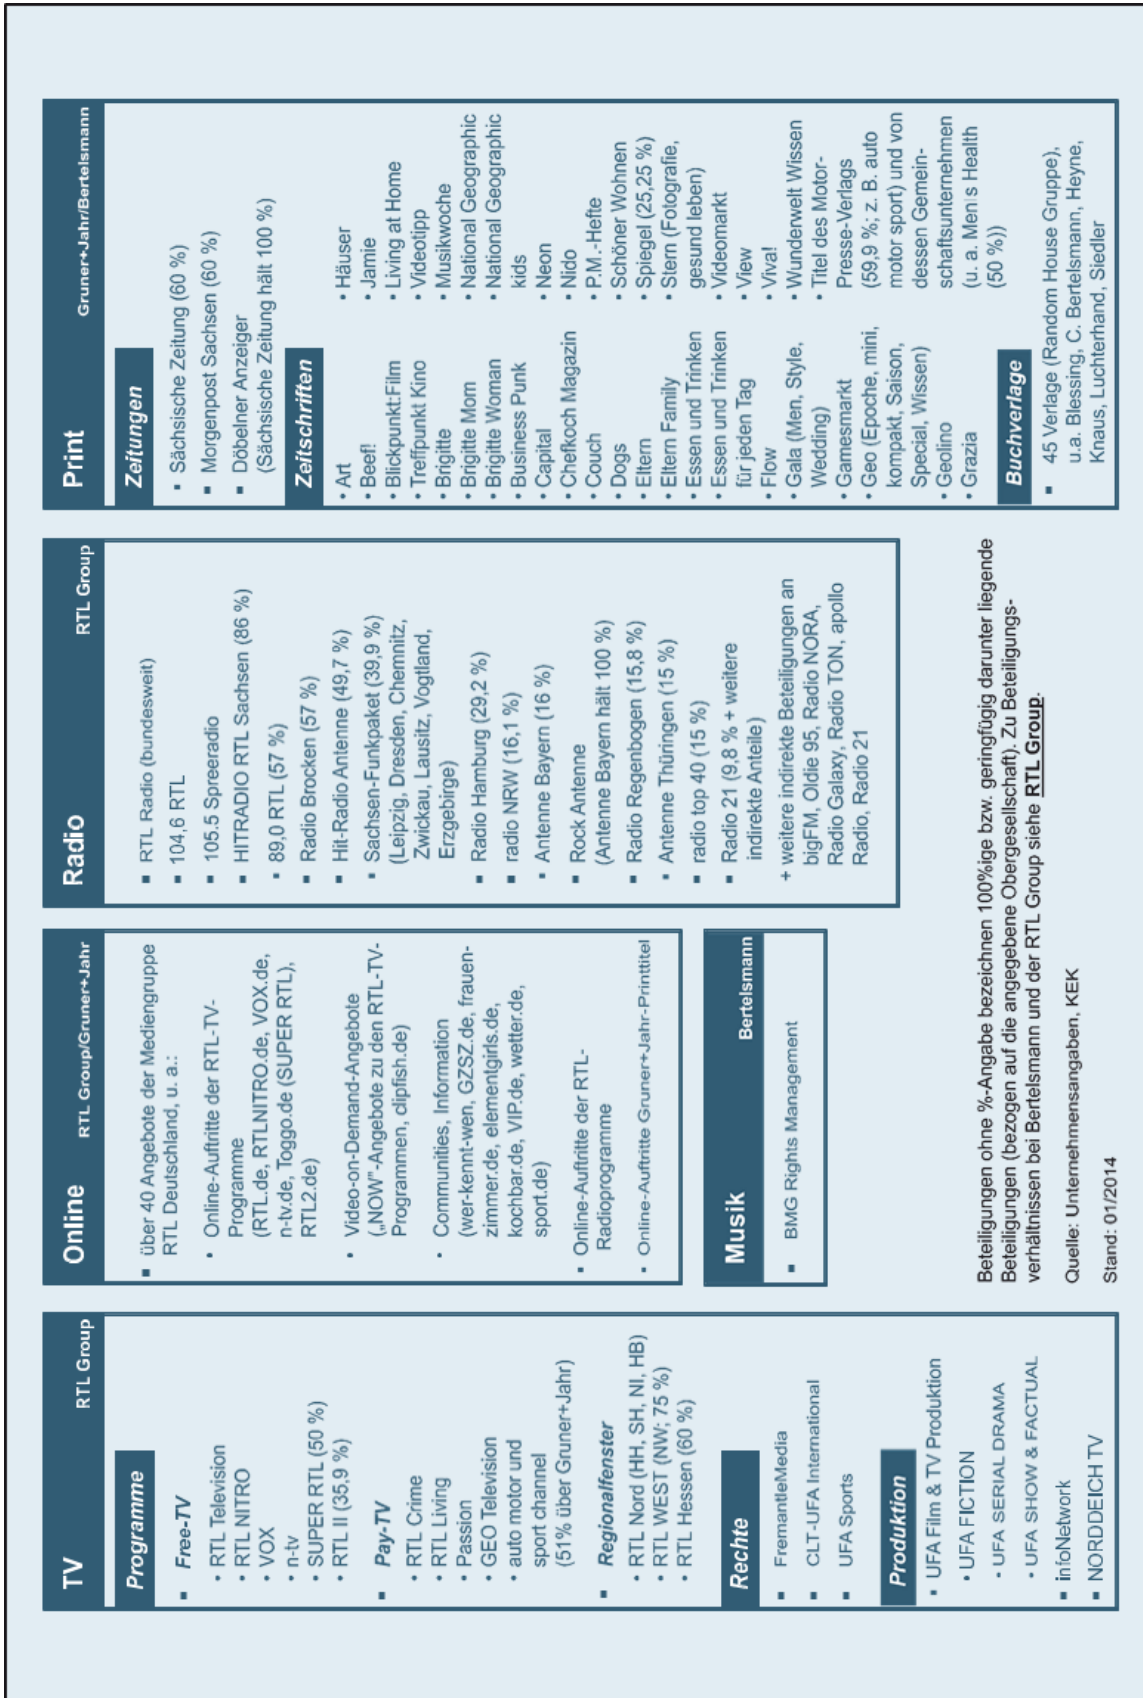 TV RTL Group
Programme
Free-TV
• RTL Television
• RTL NITRO
• VOX
• n-tv
• SUPER RTL (50 %)
• RTL II (35,9 %)
Pay-TV
• RTL Crime
• RTL Living
• Passion
• GEO Television
• auto motor und
sport channel
(51% über Gruner+Jahr)
Regionalfenster
• RTL Nord (HH, SH, NI, HB)
• RTL WEST (NW; 75 %)
• RTL Hessen (60 %)
Rechte
▪ FremantleMedia
▪ CLT-UFA International
▪ UFA Sports
Produktion
▪ UFA Film & TV Produktion
• UFA FICTION
• UFA SERIAL DRAMA
• UFA SHOW & FACTUAL
▪ infoNetwork
▪ NORDDEICH TV
Online RTL Group/Gruner+Jahr
▪ über 40 Angebote der Mediengruppe
RTL Deutschland, u. a.:
• Online-Auftritte der RTL-TV-
Programme
(RTL.de, RTLNITRO.de, VOX.de,
n-tv.de, Toggo.de (SUPER RTL),
RTL2.de)
• Video-on-Demand-Angebote
(„NOW"-Angebote zu den RTL-TV-
Programmen, clipfish.de)
• Communities, Information
(wer-kennt-wen, GZSZ.de, frauen-
zimmer.de, elementgirls.de,
kochbar.de, VIP.de, wetter.de,
sport.de)
• Online-Auftritte der RTL-
Radioprogramme
• Online-Auftritte Gruner+Jahr-Printtitel
Musik Bertelsmann
▪ BMG Rights Management
Radio RTL Group
▪ RTL Radio (bundesweit)
▪ 104,6 RTL
▪ 105.5 Spreeradio
▪ HITRADIO RTL Sachsen (86 %)
• 89,0 RTL (57 %)
▪ Radio Brocken (57 %)
▪ Hit-Radio Antenne (49,7 %)
• Sachsen-Funkpaket (39,9 %)
(Leipzig, Dresden, Chemnitz,
Zwickau, Lausitz, Vogtland,
Erzgebirge)
▪ Radio Hamburg (29,2 %)
▪ radio NRW (16,1 %)
• Antenne Bayern (16 %)
▪ Rock Antenne
(Antenne Bayern hält 100 %)
▪ Radio Regenbogen (15,8 %)
• Antenne Thüringen (15 %)
▪ radio top 40 (15 %)
▪ Radio 21 (9,8 % + weitere
indirekte Anteile)
+ weitere indirekte Beteiligungen an
bigFM, Oldie 95, Radio NORA,
Radio Galaxy, Radio TON, apollo
Radio, Radio 21
Print Gruner+Jahr/Bertelsmann
Zeitungen
▪ Sächsische Zeitung (60 %)
▪ Morgenpost Sachsen (60 %)
▪ Döbelner Anzeiger
(Sächsische Zeitung hält 100 %)
Zeitschriften
• Art
• Beef!
• Blickpunkt:Film
• Treffpunkt Kino
• Brigitte
• Brigitte Mom
• Brigitte Woman
• Business Punk
• Capital
• Chefkoch Magazin
• Couch
• Dogs
• Eltern
• Eltern Family
• Essen und Trinken
• Essen und Trinken
für jeden Tag
• Flow
• Gala (Men, Style,
Wedding)
• Gamesmarkt
• Geo (Epoche, mini,
kompakt, Saison,
Special, Wissen)
• Geolino
• Grazia
• Häuser
• Jamie
• Living at Home
• Videotipp
• Musikwoche
• National Geographic
• National Geographic
kids
• Neon
• Nido
• P.M.-Hefte
• Schöner Wohnen
• Spiegel (25,25 %)
• Stern (Fotografie,
gesund leben)
• Videomarkt
• View
• Viva!
• Wunderwelt Wissen
• Titel des Motor-
Presse-Verlags
(59,9 %; z. B. auto
motor sport) und von
dessen Gemein-
schaftsunternehmen
(u. a. Men's Health
(50 %))
Buchverlage
▪ 45 Verlage (Random House Gruppe),
u.a. Blessing, C. Bertelsmann, Heyne,
Knaus, Luchterhand, Siedler
Beteiligungen ohne %-Angabe bezeichnen 100%ige bzw. geringfügig darunter liegende
Beteiligungen (bezogen auf die angegebene Obergesellschaft). Zu Beteiligungs-
verhältnissen bei Bertelsmann und der RTL Group siehe RTL Group.
Quelle: Unternehmensangaben, KEK
Stand: 01/2014